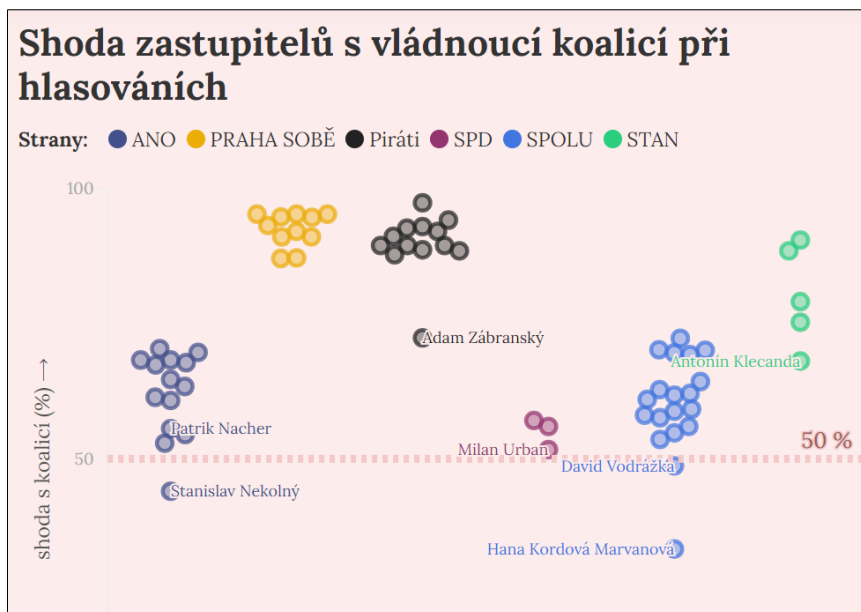 Shoda zastupitelů s vládnoucí koalicí při
hlasováních
Strany: ANO PRAHA SOBĚ Piráti SPD SPOLU STAN
100
Adam Zábranský
Antonín Klecanda
shoda s koalicí (%) →
Patrik Nacher
50 %
Milan Urban
50
David Vodrážka
Stanislav Nekolný
Hana Kordová Marvanová